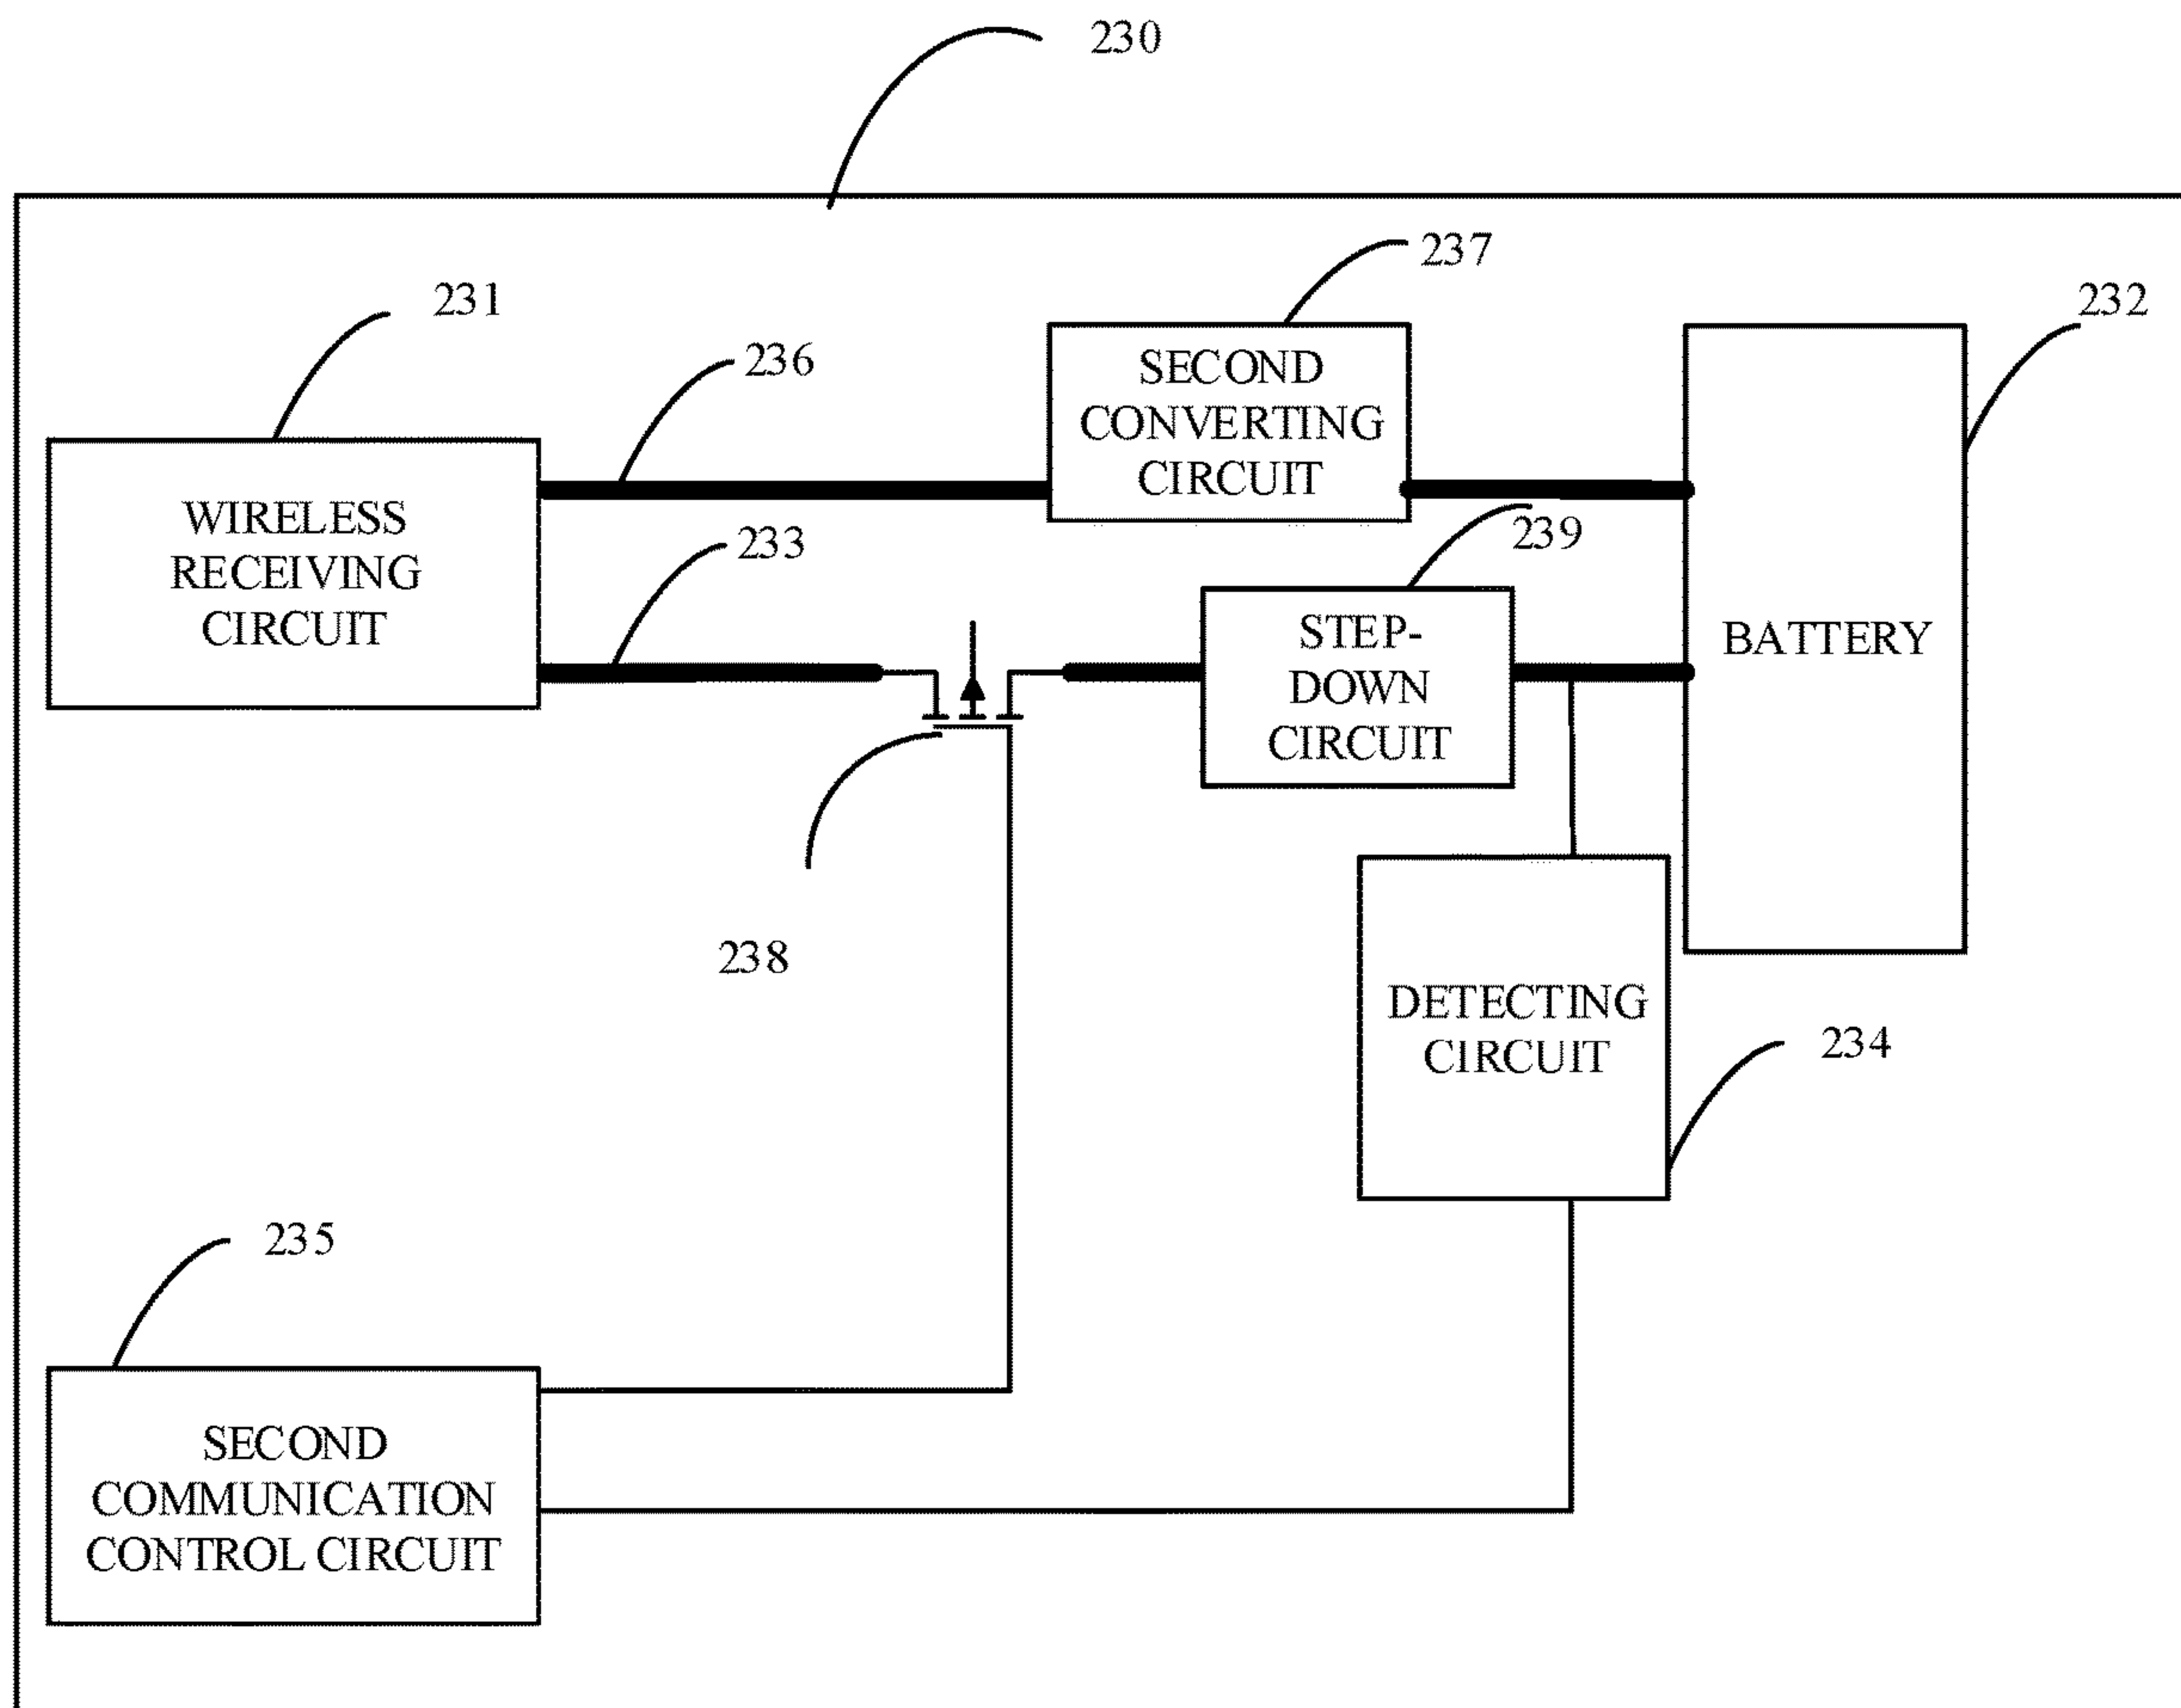 230
237
231
232
236
SECOND
CONVERTING
CIRCUIT
WIRELESS
RECEIVING
CIRCUIT
233
239
STEP-
DOWN
CIRCUIT
BATTERY
238
DETECTING
CIRCUIT
234
235
SECOND
COMMUNICATION
CONTROL CIRCUIT